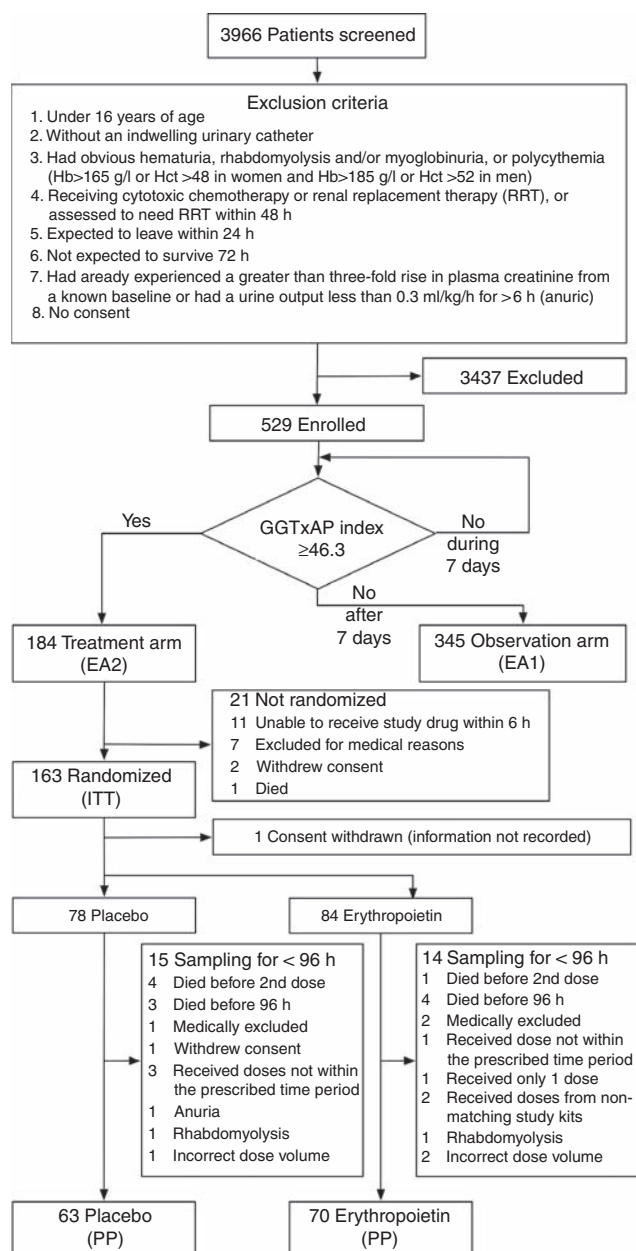 3966 Patients screened
Exclusion criteria
1. Under 16 years of age
2. Without an indwelling urinary catheter
3. Had obvious hematuria, rhabdomyolysis and/or myoglobinuria, or polycythemia
(Hb>165 g/l or Hct >48 in women and Hb>185 g/l or Hct >52 in men)
4. Receiving cytotoxic chemotherapy or renal replacement therapy (RRT), or
assessed to need RRT within 48 h
5. Expected to leave within 24 h
6. Not expected to survive 72 h
7. Had aready experienced a greater than three-fold rise in plasma creatinine from
a known baseline or had a urine output less than 0.3 ml/kg/h for >6 h (anuric)
8. No consent
3437 Excluded
529 Enrolled
GGTxAP index
≥46.3
Yes
No
during
7 days
No
after
7 days
184 Treatment arm
(EA2)
345 Observation arm
(EA1)
21 Not randomized
11 Unable to receive study drug within 6 h
7 Excluded for medical reasons
2 Withdrew consent
1 Died
163 Randomized
(ITT)
1 Consent withdrawn (information not recorded)
78 Placebo
84 Erythropoietin
15 Sampling for < 96 h
4 Died before 2nd dose
3 Died before 96 h
1 Medically excluded
1 Withdrew consent
3 Received doses not within
the prescribed time period
1 Anuria
1 Rhabdomyolysis
1 Incorrect dose volume
14 Sampling for < 96 h
1 Died before 2nd dose
4 Died before 96 h
2 Medically excluded
1 Received dose not within
the prescribed time period
1 Received only 1 dose
2 Received doses from non-
matching study kits
1 Rhabdomyolysis
2 Incorrect dose volume
63 Placebo
(PP)
70 Erythropoietin
(PP)